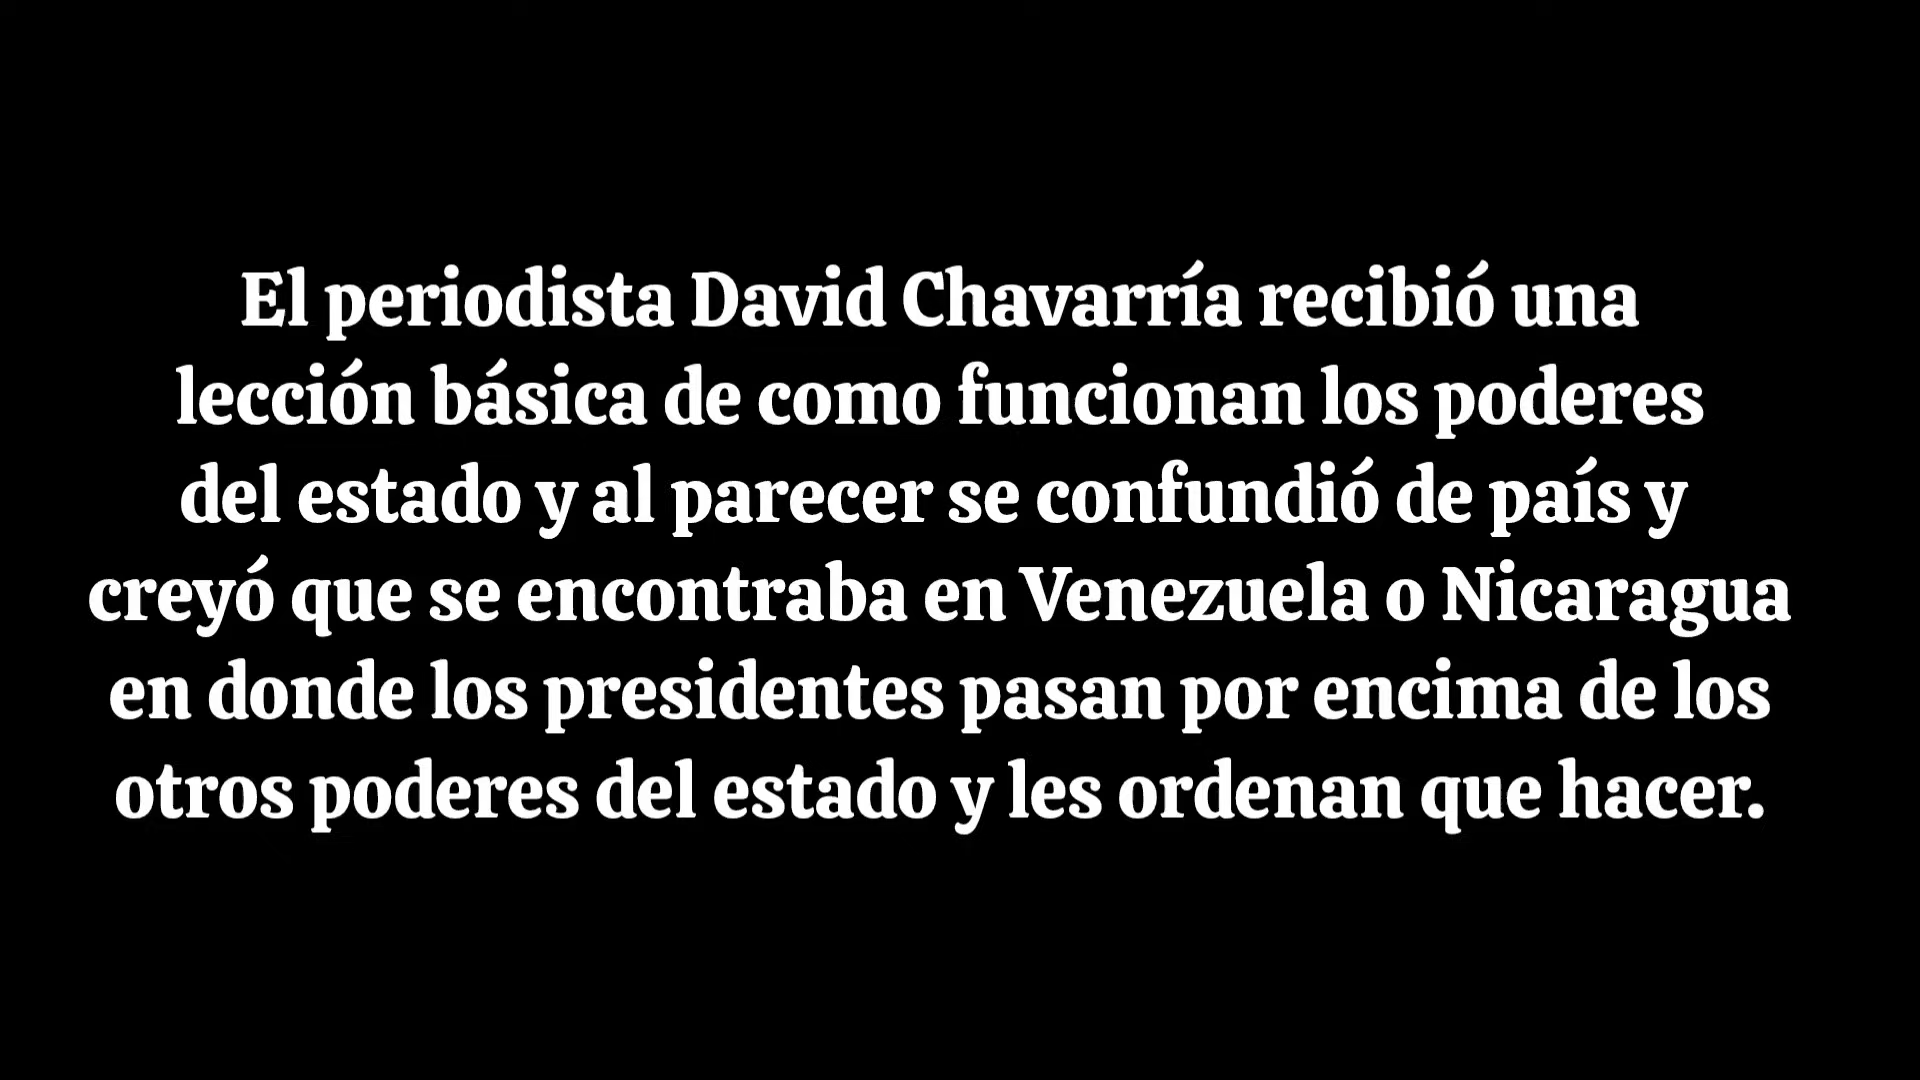 El periodista David Chavarría recibió una
lección básica de como funcionan los poderes
del estado y al parecer se confundió de país y
creyó que se encontraba en Venezuela o Nicaragua
en donde los presidentes pasan por encima de los
otros poderes del estado y les ordenan que hacer.